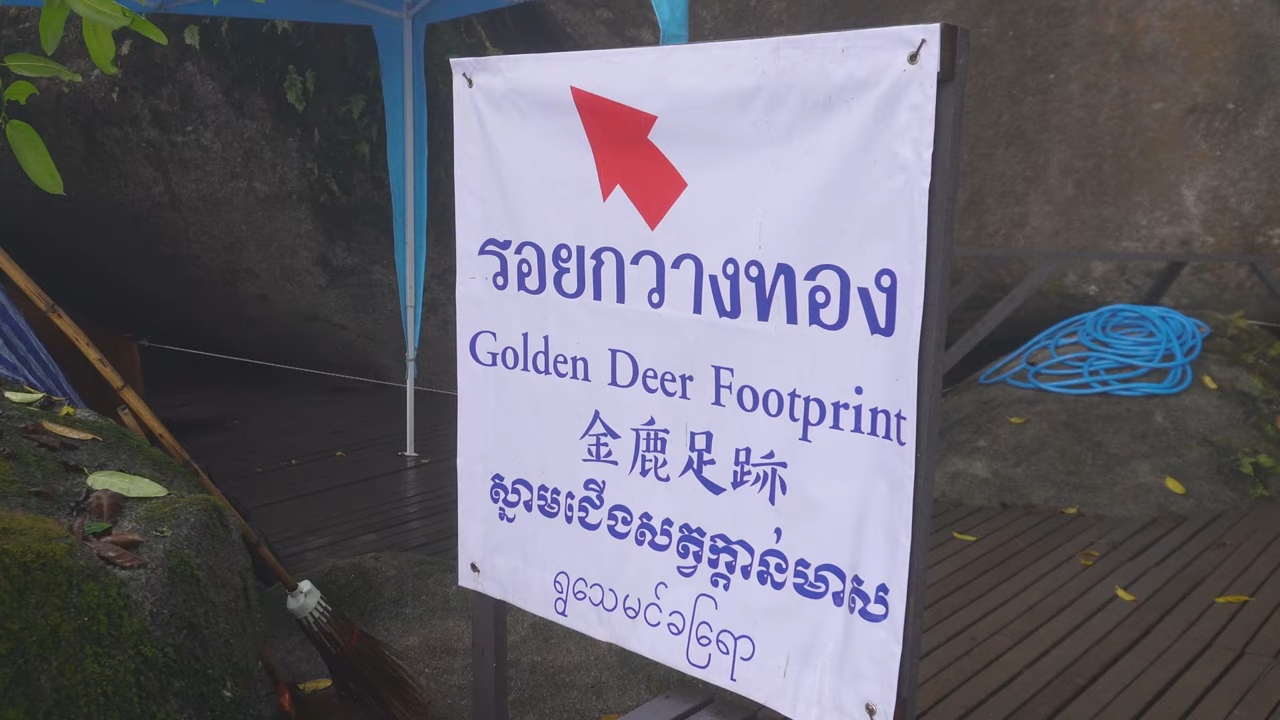 รอยกวางทอง
Golden Deer Footprint
金鹿足跡
ស្នាមជើងសត្វក្តាន់មាស
ရွှသေမင်ခြရော